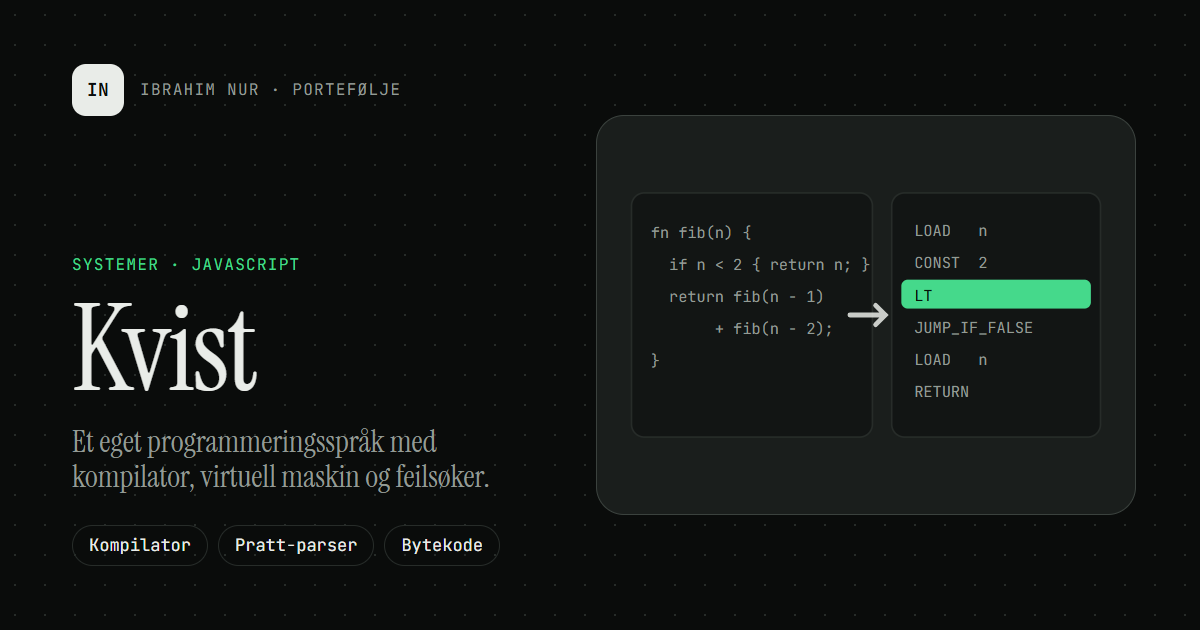 IN
IBRAHIM NUR · PORTEFØLJE
SYSTEMER · JAVASCRIPT
Kvist
Et eget programmeringsspråk med
kompilator, virtuell maskin og feilsøker.
Kompilator
Pratt-parser
Bytekode
fn fib(n) {
  if n < 2 { return n; }
  return fib(n - 1)
       + fib(n - 2);
}
LOAD   n
CONST  2
LT
JUMP_IF_FALSE
LOAD   n
RETURN